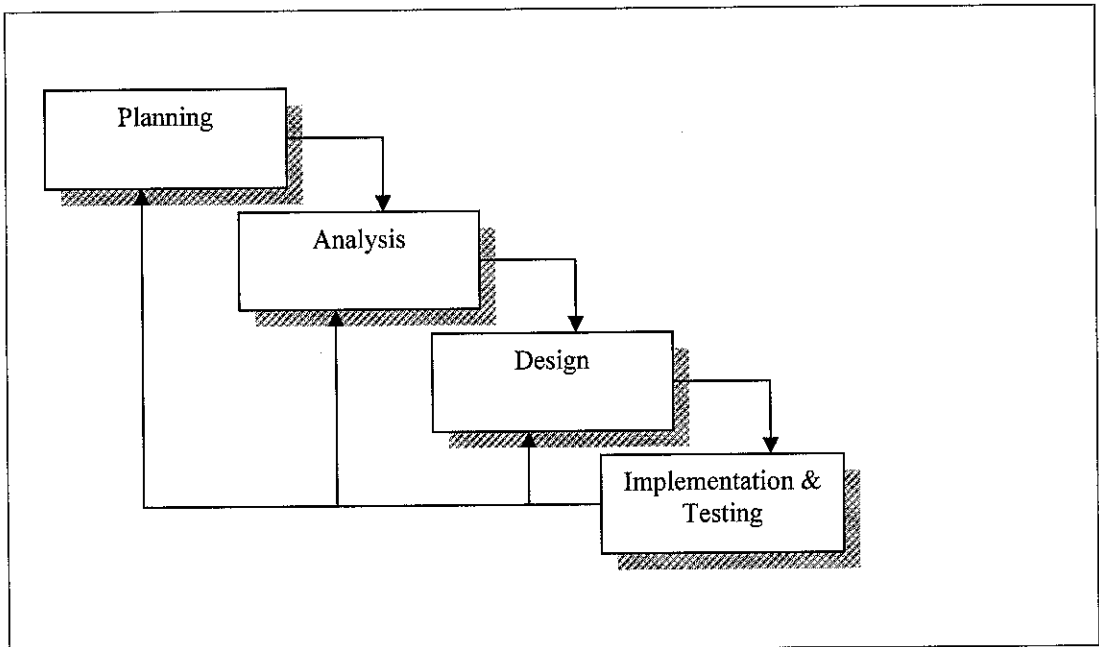 Planning
Analysis
Design
Implementation &
Testing